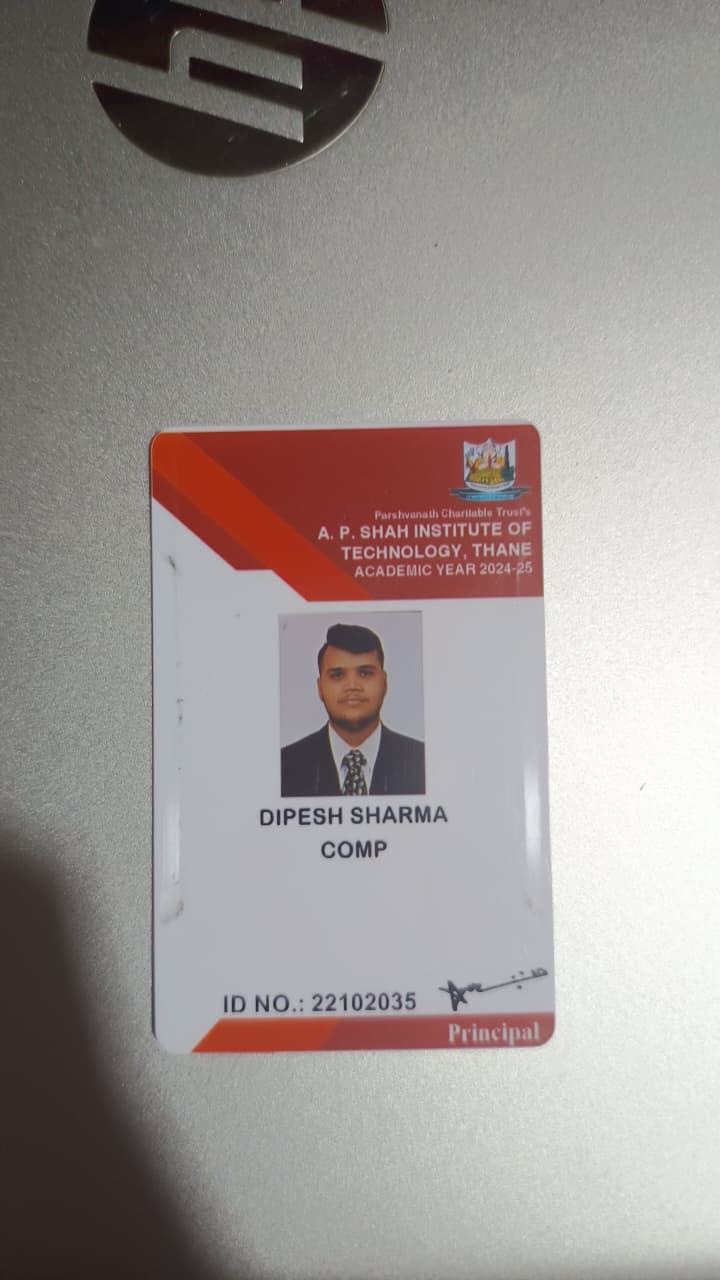 Parshvanath Charitable Trust's
A. P. SHAH INSTITUTE OF
TECHNOLOGY, THANE
ACADEMIC YEAR 2024-25
DIPESH SHARMA
COMP
ID NO.: 22102035
Principal